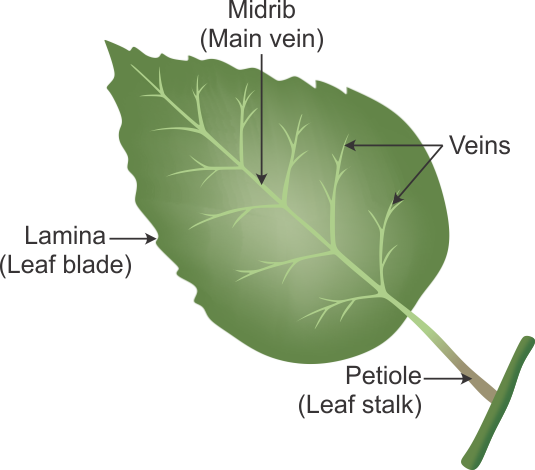 Midrib
(Main vein)
Veins
Lamina
(Leaf blade)
Petiole
(Leaf stalk)